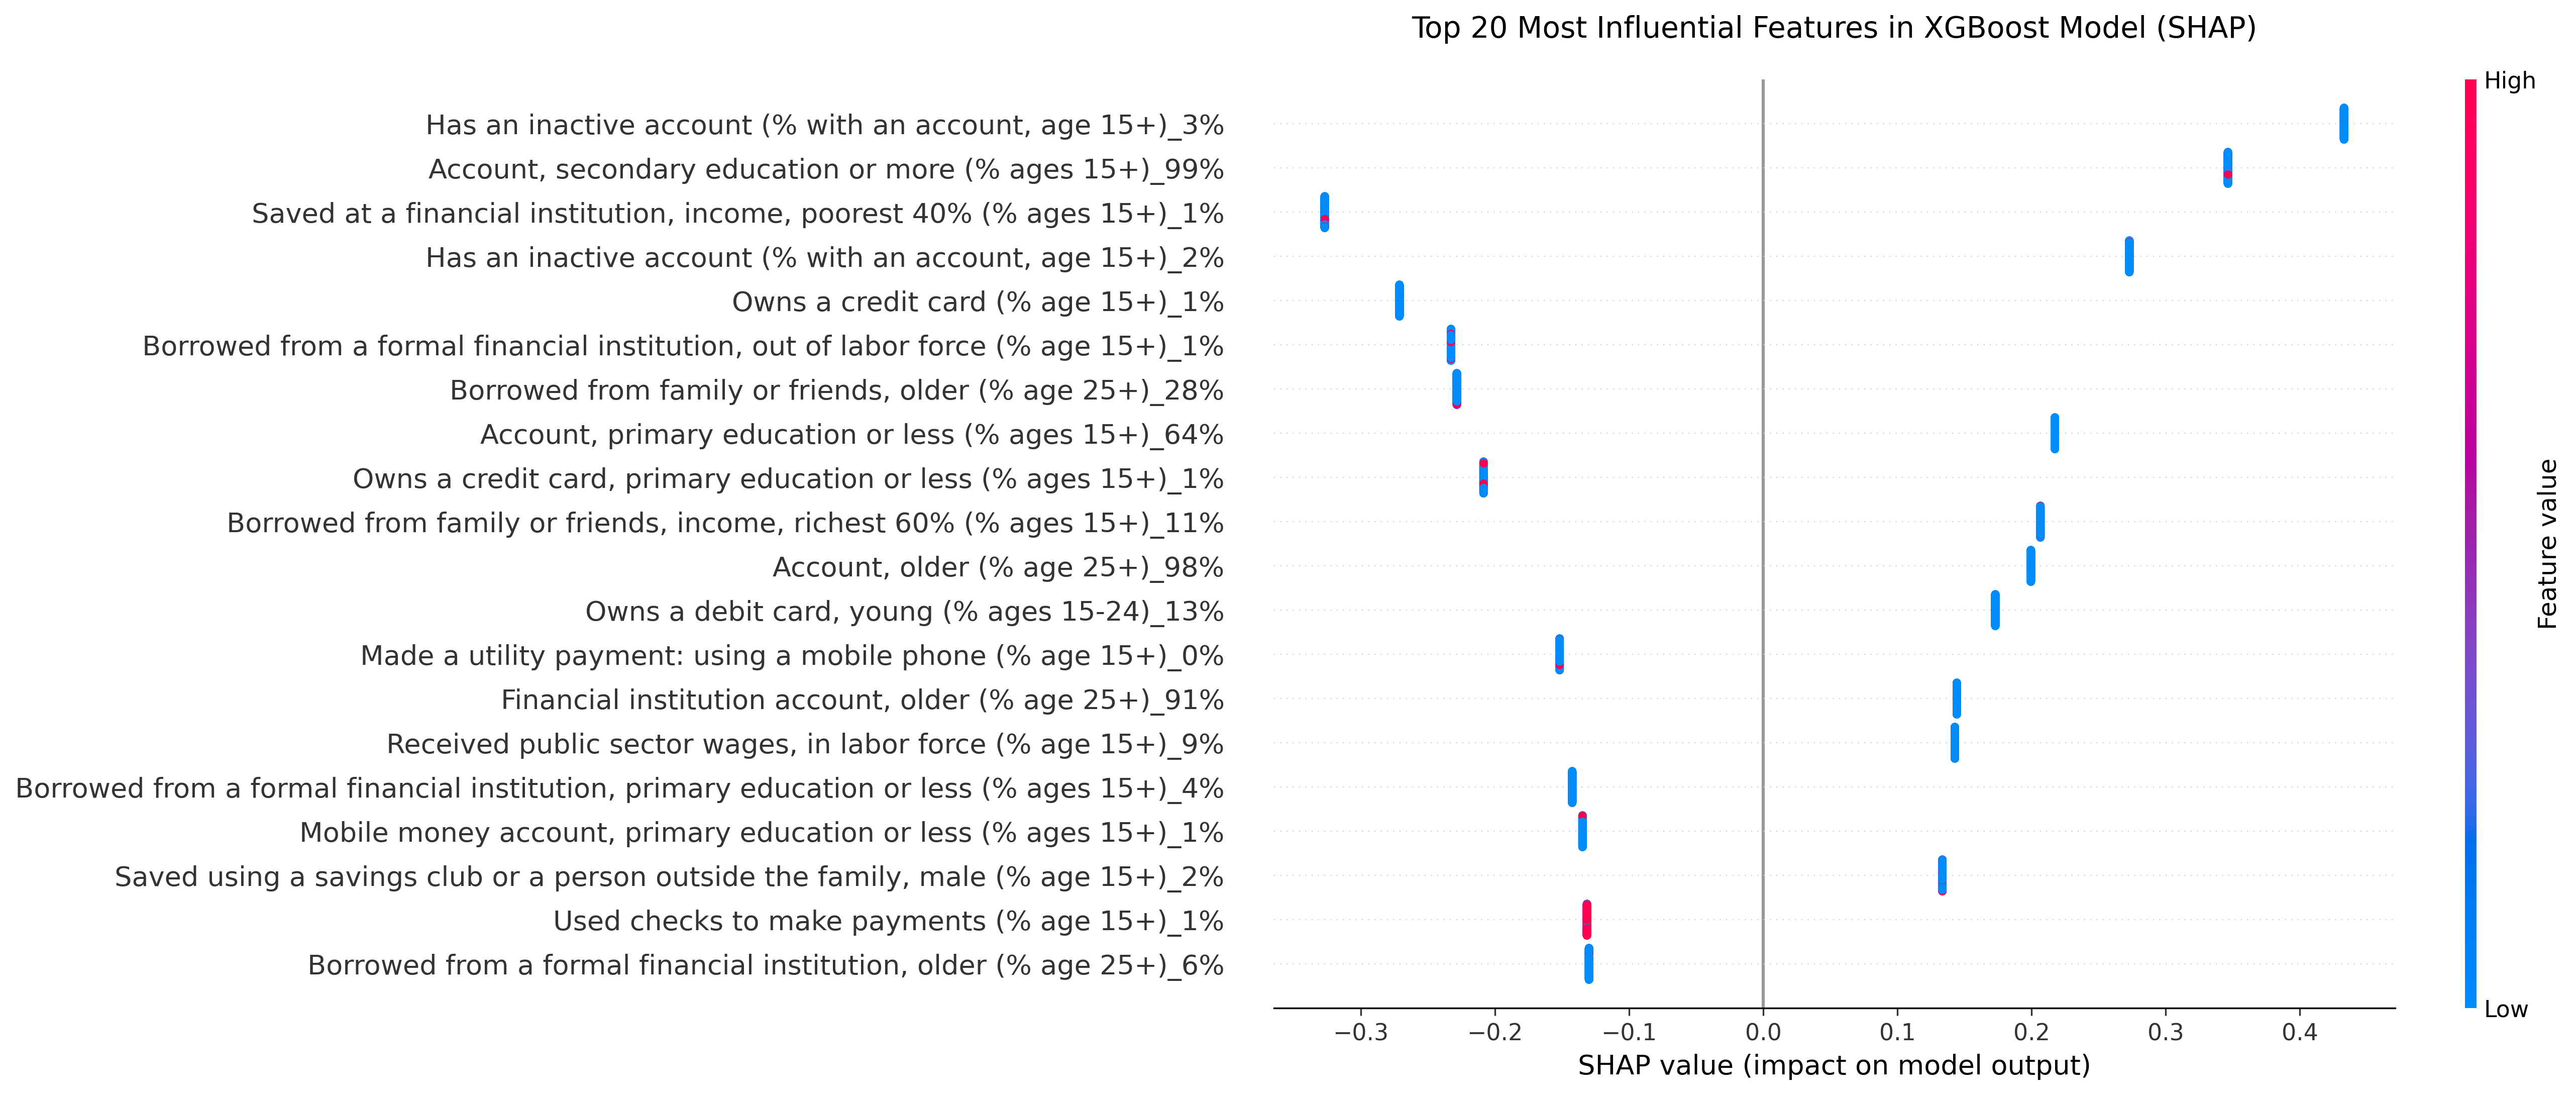 Top 20 Most Influential Features in XGBoost Model (SHAP)
Has an inactive account (% with an account, age 15+)_3%
Account, secondary education or more (% ages 15+)_99%
Saved at a financial institution, income, poorest 40% (% ages 15+)_1%
Has an inactive account (% with an account, age 15+)_2%
Owns a credit card (% age 15+)_1%
Borrowed from a formal financial institution, out of labor force (% age 15+)_1%
Borrowed from family or friends, older (% age 25+)_28%
Account, primary education or less (% ages 15+)_64%
Owns a credit card, primary education or less (% ages 15+)_1%
Borrowed from family or friends, income, richest 60% (% ages 15+)_11%
Account, older (% age 25+)_98%
Owns a debit card, young (% ages 15-24)_13%
Made a utility payment: using a mobile phone (% age 15+)_0%
Financial institution account, older (% age 25+)_91%
Received public sector wages, in labor force (% age 15+)_9%
Borrowed from a formal financial institution, primary education or less (% ages 15+)_4%
Mobile money account, primary education or less (% ages 15+)_1%
Saved using a savings club or a person outside the family, male (% age 15+)_2%
Used checks to make payments (% age 15+)_1%
Borrowed from a formal financial institution, older (% age 25+)_6%
−0.3 −0.2 −0.1 0.0 0.1 0.2 0.3 0.4
SHAP value (impact on model output)
High
Feature value
Low